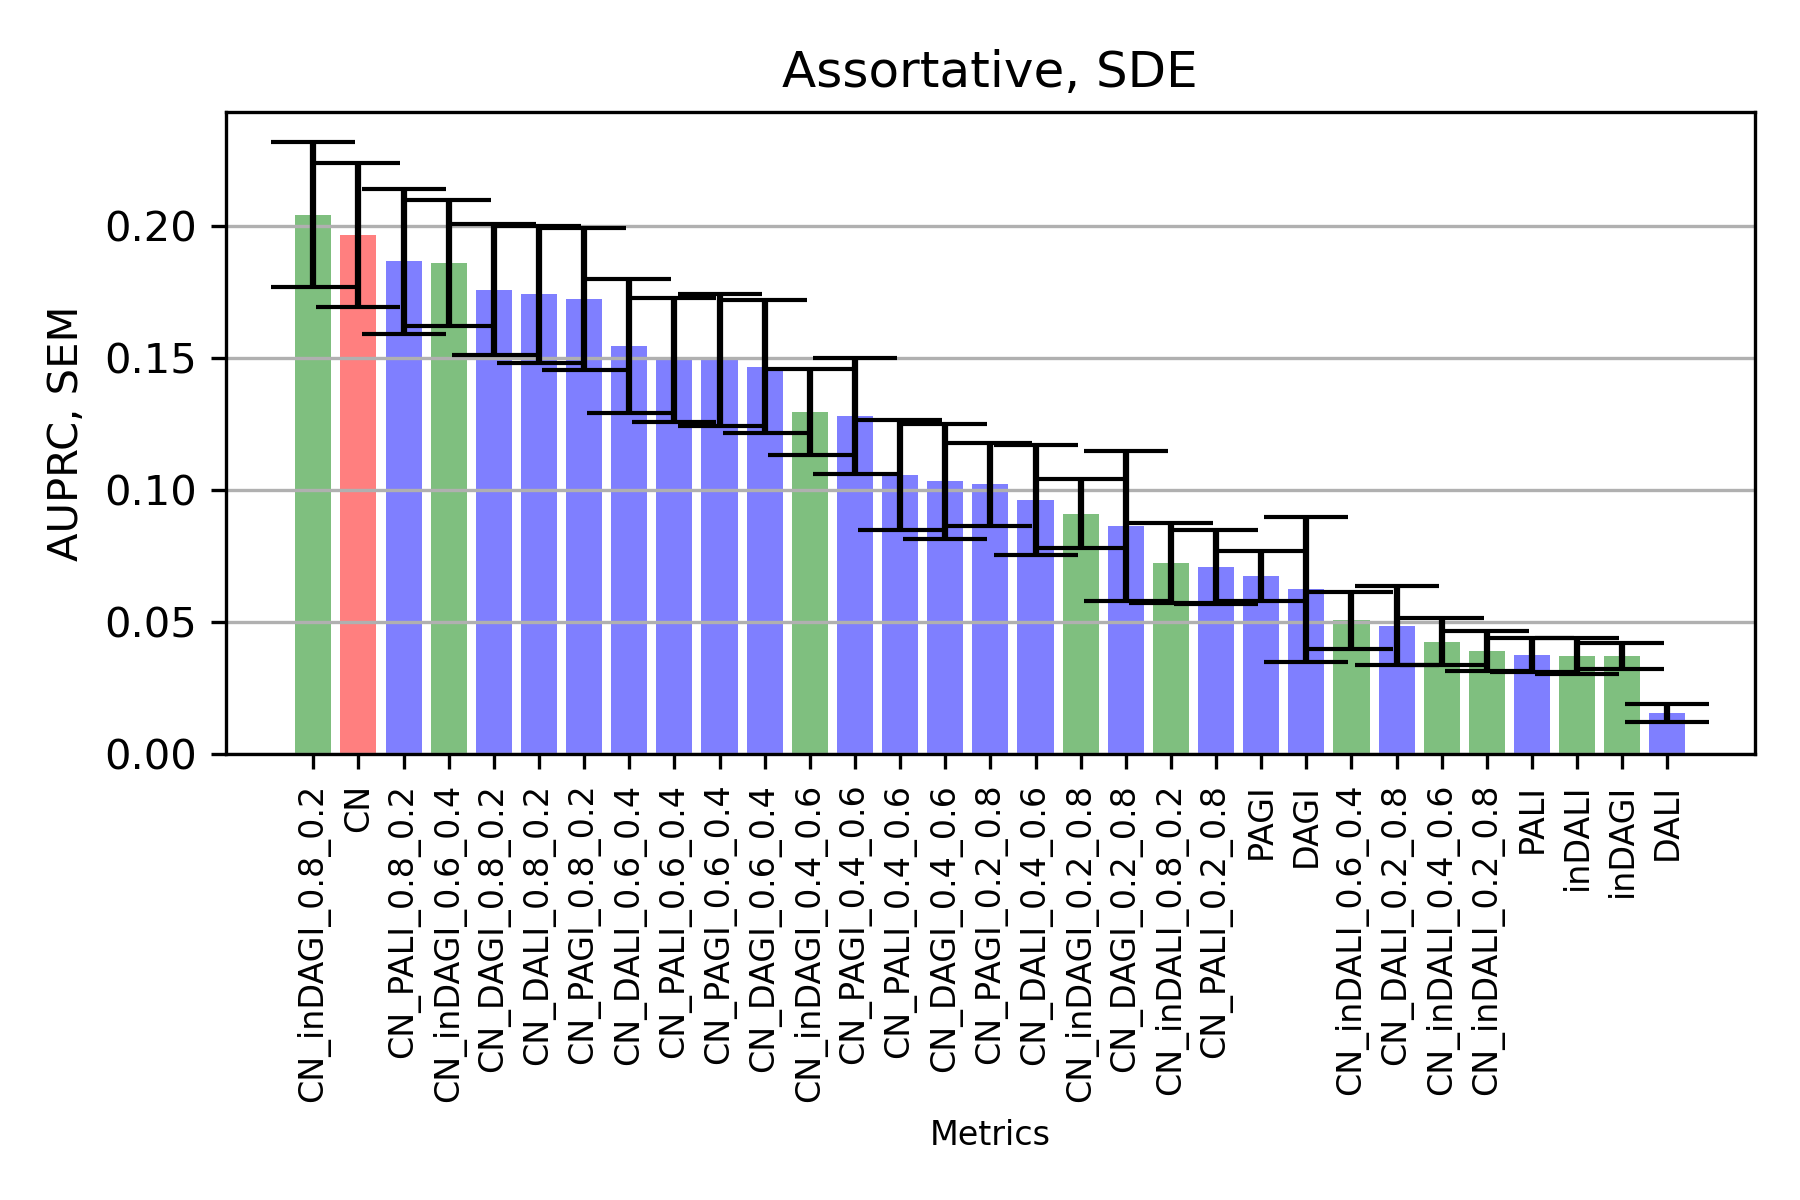 Assortative, SDE
AUPRC, SEM
0.20
0.15
0.10
0.05
0.00
CN_inDAGI_0.8_0.2
CN
CN_PALI_0.8_0.2
CN_inDAGI_0.6_0.4
CN_DAGI_0.8_0.2
CN_DALI_0.8_0.2
CN_PAGI_0.8_0.2
CN_DALI_0.6_0.4
CN_PALI_0.6_0.4
CN_PAGI_0.6_0.4
CN_DAGI_0.6_0.4
CN_inDAGI_0.4_0.6
CN_PAGI_0.4_0.6
CN_PALI_0.4_0.6
CN_DAGI_0.4_0.6
CN_PAGI_0.2_0.8
CN_DALI_0.4_0.6
CN_inDAGI_0.2_0.8
CN_DAGI_0.2_0.8
CN_inDALI_0.8_0.2
CN_PALI_0.2_0.8
PAGI
DAGI
CN_inDALI_0.6_0.4
CN_DALI_0.2_0.8
CN_inDALI_0.4_0.6
CN_inDALI_0.2_0.8
PALI
inDALI
inDAGI
DALI
Metrics